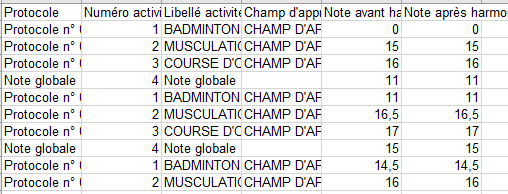 Protocole Numéro activi Libellé activité Champ d'appr Note avant ha Note après harmo
Protocole n° 1 BADMINTON CHAMP D'AF 0 0
Protocole n° 2 MUSCULATIO CHAMP D'AF 15 15
Protocole n° 3 COURSE D'O CHAMP D'AF 16 16
Note globale 4 Note globale 11 11
Protocole n° 1 BADMINTON CHAMP D'AF 11 11
Protocole n° 2 MUSCULATIO CHAMP D'AF 16,5 16,5
Protocole n° 3 COURSE D'O CHAMP D'AF 17 17
Note globale 4 Note globale 15 15
Protocole n° 1 BADMINTON CHAMP D'AF 14,5 14,5
Protocole n° 2 MUSCULATIO CHAMP D'AF 16 16